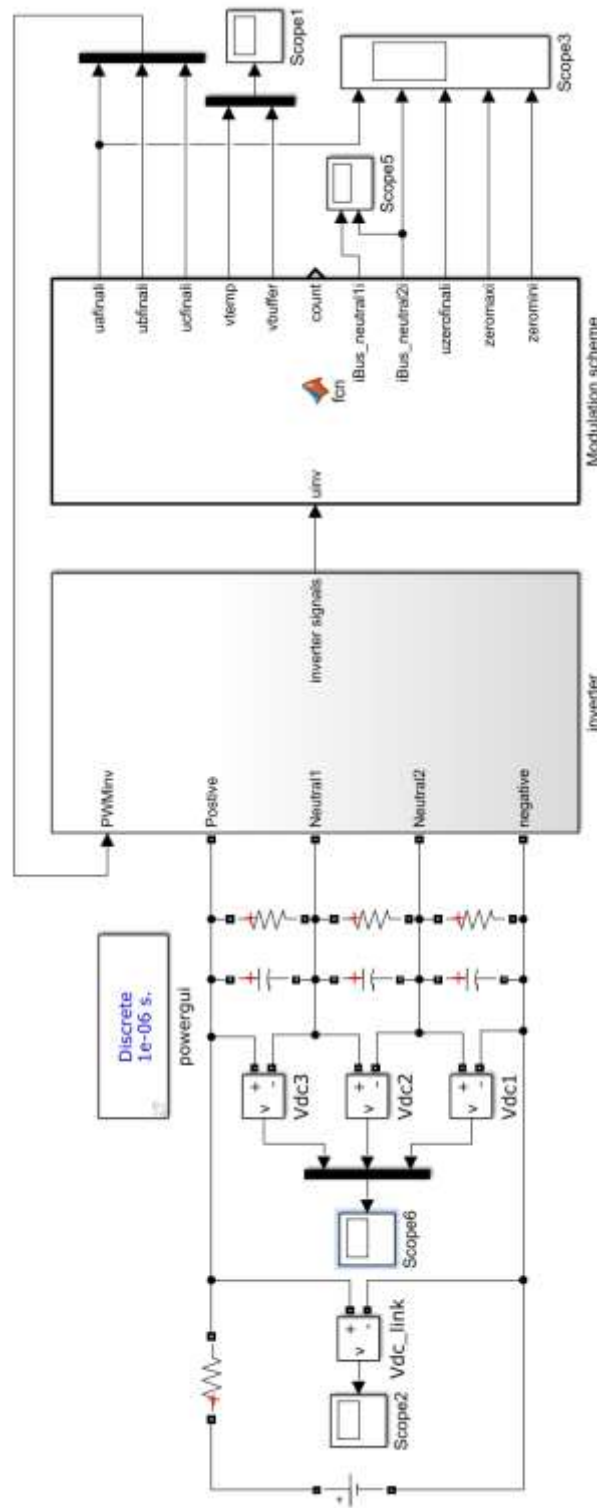 Discrete
1e-06 s.
powergui
Scope2
v
+
-
Vdc_link
+
Scope6
v
+
-
Vdc3
v
+
-
Vdc2
v
+
-
Vdc1
+
+
+
+
+
+
+
PWMinv
Postive
Neutral1
Neutral2
negative
inverter signals
inverter
uinv
fcn
uafinali
ubfinali
ucfinali
vtemp
vbuffer
count
iBus_neutral1i
iBus_neutral2i
uzerofinali
zeromaxi
zeromini
Modulation scheme
Scope1
Scope5
Scope3